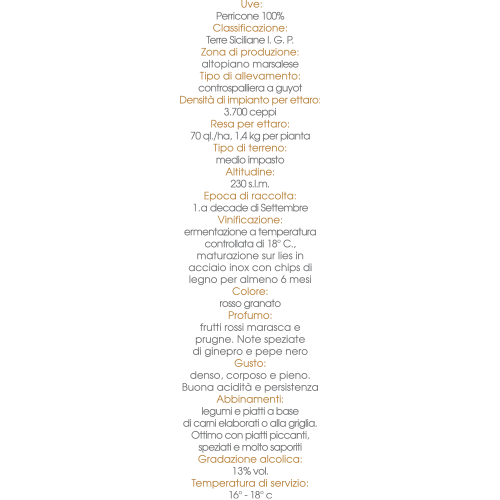 Uve:
Perricone 100%
Classificazione:
Terre Siciliane I. G. P.
Zona di produzione:
altopiano marsalese
Tipo di allevamento:
controspalliera a guyot
Densità di impianto per ettaro:
3.700 ceppi
Resa per ettaro:
70 ql./ha, 1,4 kg per pianta
Tipo di terreno:
medio impasto
Altitudine:
230 s.l.m.
Epoca di raccolta:
1.a decade di Settembre
Vinificazione:
ermentazione a temperatura
controllata di 18° C.,
maturazione sur lies in
acciaio inox con chips di
legno per almeno 6 mesi
Colore:
rosso granato
Profumo:
frutti rossi marasca e
prugne. Note speziate
di ginepro e pepe nero
Gusto:
denso, corposo e pieno.
Buona acidità e persistenza
Abbinamenti:
legumi e piatti a base
di carni elaborati o alla griglia.
Ottimo con piatti piccanti,
speziati e molto saporiti
Gradazione alcolica:
13% vol.
Temperatura di servizio:
16° - 18° c